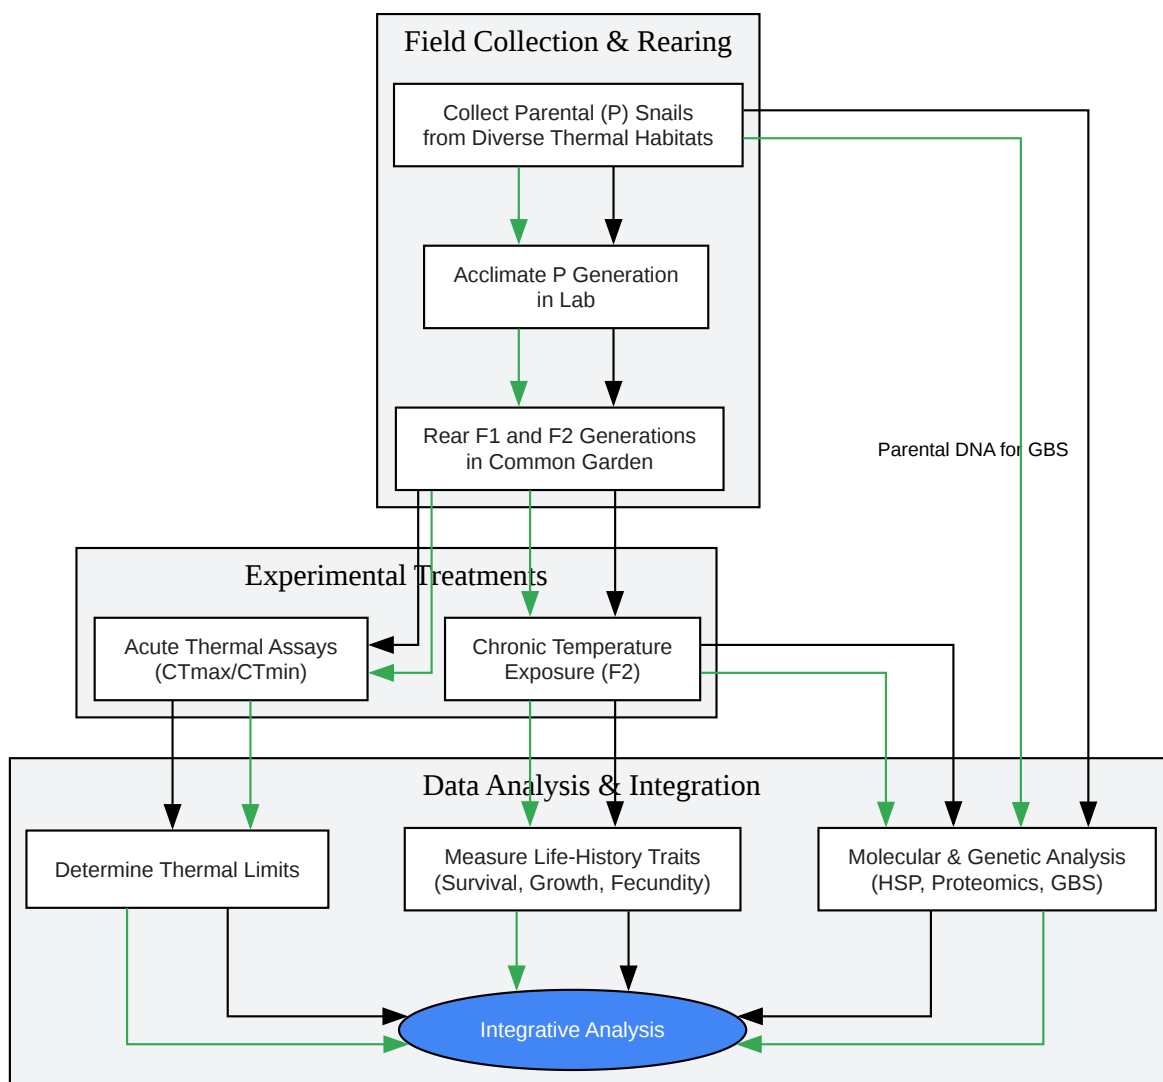 Field Collection & Rearing
Collect Parental (P) Snails
from Diverse Thermal Habitats
Acclimate P Generation
in Lab
Rear F1 and F2 Generations
in Common Garden
Parental DNA for GBS
Experimental Treatments
Acute Thermal Assays
(CTmax/CTmin)
Chronic Temperature
Exposure (F2)
Data Analysis & Integration
Determine Thermal Limits
Measure Life-History Traits
(Survival, Growth, Fecundity)
Molecular & Genetic Analysis
(HSP, Proteomics, GBS)
Integrative Analysis